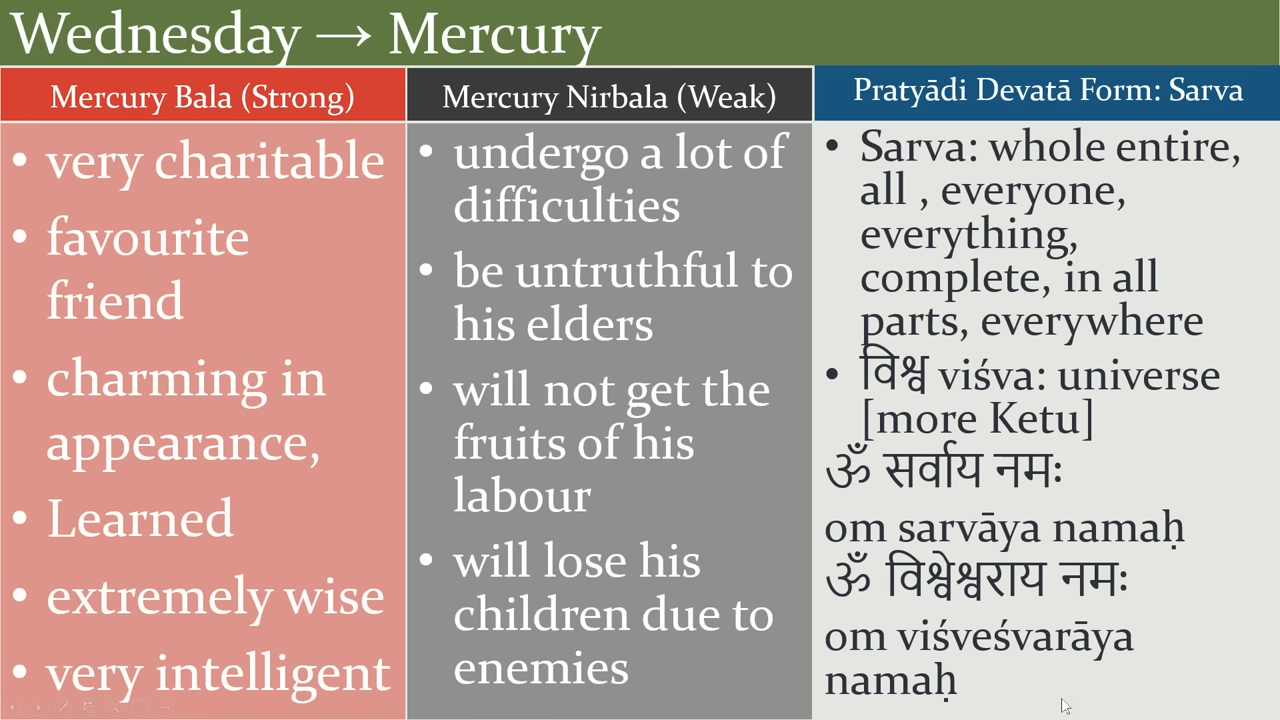 Wednesday → Mercury
Mercury Bala (Strong)
• very charitable
• favourite
friend
• charming in
appearance,
• Learned
• extremely wise
• very intelligent
Mercury Nirbala (Weak)
• undergo a lot of
difficulties
• be untruthful to
his elders
• will not get the
fruits of his
labour
• will lose his
children due to
enemies
Pratyādi Devatā Form: Sarva
• Sarva: whole entire,
all , everyone,
everything,
complete, in all
parts, everywhere
• विश्व viśva: universe
[more Ketu]
ॐ सर्वाय नमः
om sarvāya namaḥ
ॐ विश्वेश्वराय नमः
om viśveśvarāya
namaḥ